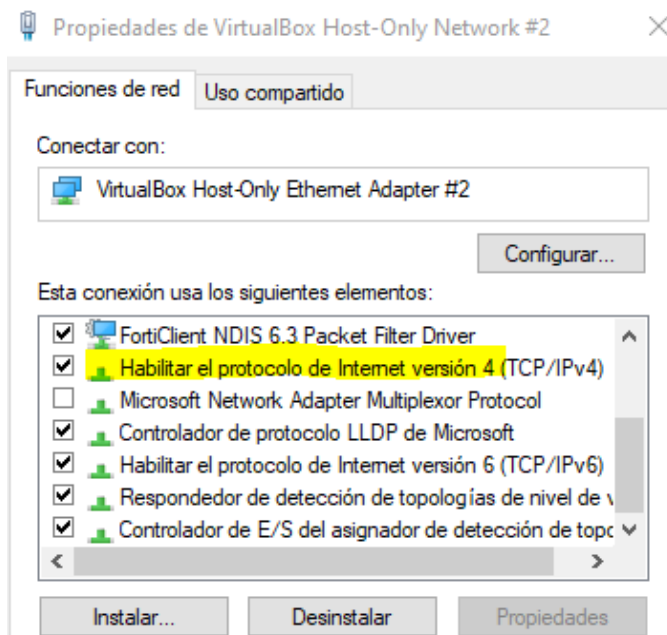 Propiedades de VirtualBox Host-Only Network #2
Funciones de red
Uso compartido
Conectar con:
VirtualBox Host-Only Ethernet Adapter #2
Configurar...
Esta conexión usa los siguientes elementos:
FortiClient NDIS 6.3 Packet Filter Driver
Habilitar el protocolo de Internet versión 4 (TCP/IPv4)
Microsoft Network Adapter Multiplexor Protocol
Controlador de protocolo LLDP de Microsoft
Habilitar el protocolo de Internet versión 6 (TCP/IPv6)
Respondedor de detección de topologías de nivel de v
Controlador de E/S del asignador de detección de topc
Instalar...
Desinstalar
Propiedades